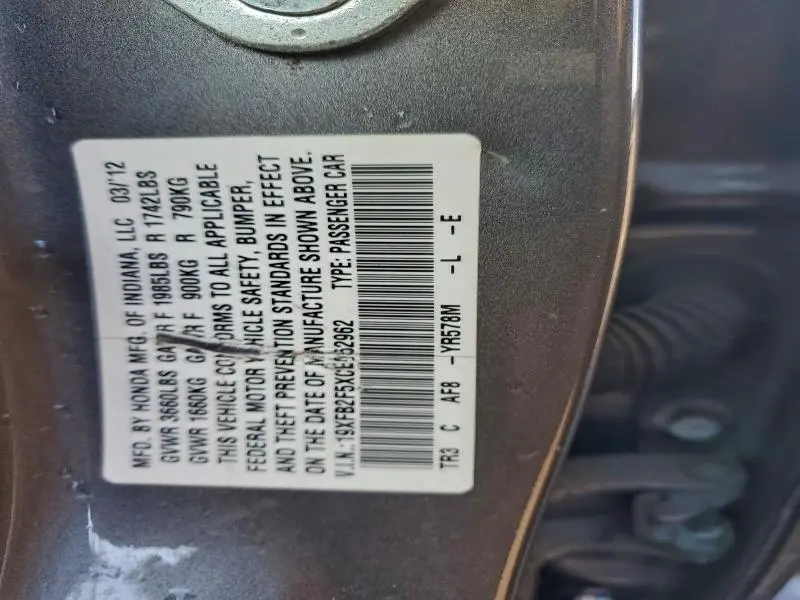 MFD. BY HONDA MFG. OF INDIANA, LLC 03/'12
GVWR 3660LBS GAWR F 1985LBS R 1742LBS
GVWR 1660KG GAWR F 900KG R 790KG
THIS VEHICLE CONFORMS TO ALL APPLICABLE
FEDERAL MOTOR VEHICLE SAFETY, BUMPER,
AND THEFT PREVENTION STANDARDS IN EFFECT
ON THE DATE OF MANUFACTURE SHOWN ABOVE.
V.I.N.: TYPE: PASSENGER CAR
TR3 C AF8 -YR578M -L -E